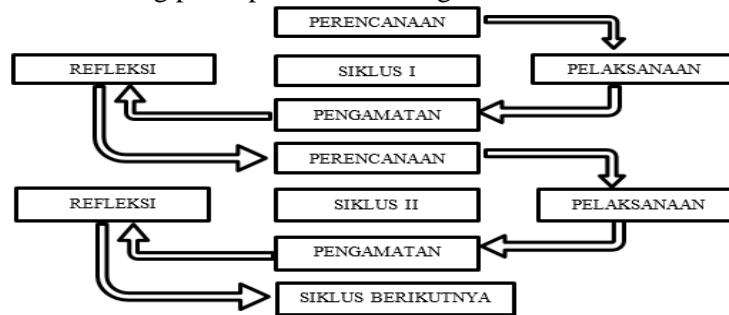 PERENCANAAN
REFLEKSI
SIKLUS I
PELAKSANAAN
PENGAMATAN
PERENCANAAN
REFLEKSI
SIKLUS II
PELAKSANAAN
PENGAMATAN
SIKLUS BERIKUTNYA